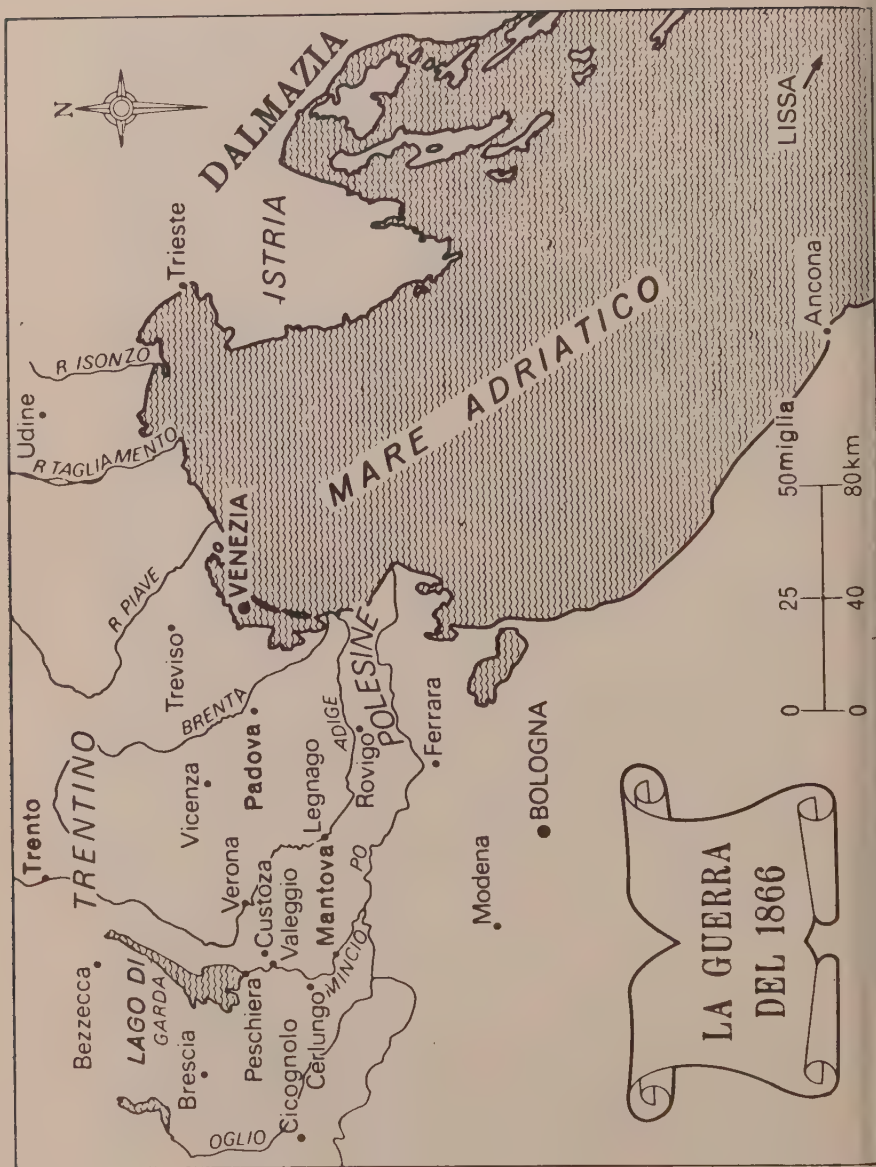 N
DALMAZIA
Trieste
ISTRIA
R ISONZO
Udine
R TAGLIAMENTO
MARE ADRIATICO
LISSA
Ancona
VENEZIA
R PIAVE
Treviso
TRENTINO
Trento
BRENTA
Vicenza
Padova
Legnago
ADIGE
Rovigo
POLESINE
Ferrara
Verona
Custoza
Valeggio
Mantova
PO
MINCIO
Bezzecca
LAGO DI
GARDA
Brescia
Peschiera
Cerlungo
Cicognolo
OGLIO
Modena
BOLOGNA
0 25 50 miglia
0 40 80 km
LA GUERRA
DEL 1866